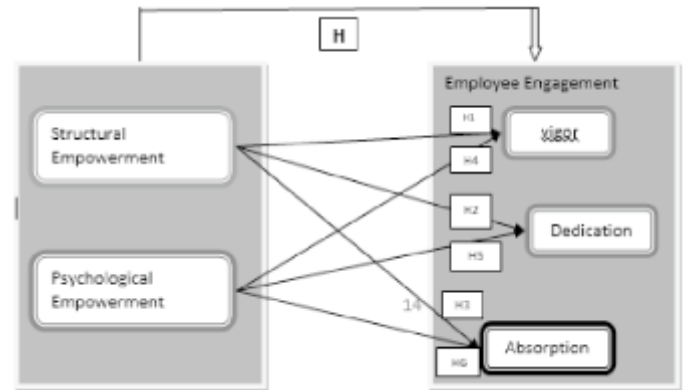 H
Employee Engagement
Structural
Empowerment
H1
vigor
H4
H2
Dedication
H5
Psychological
Empowerment
14
H3
Absorption
H6